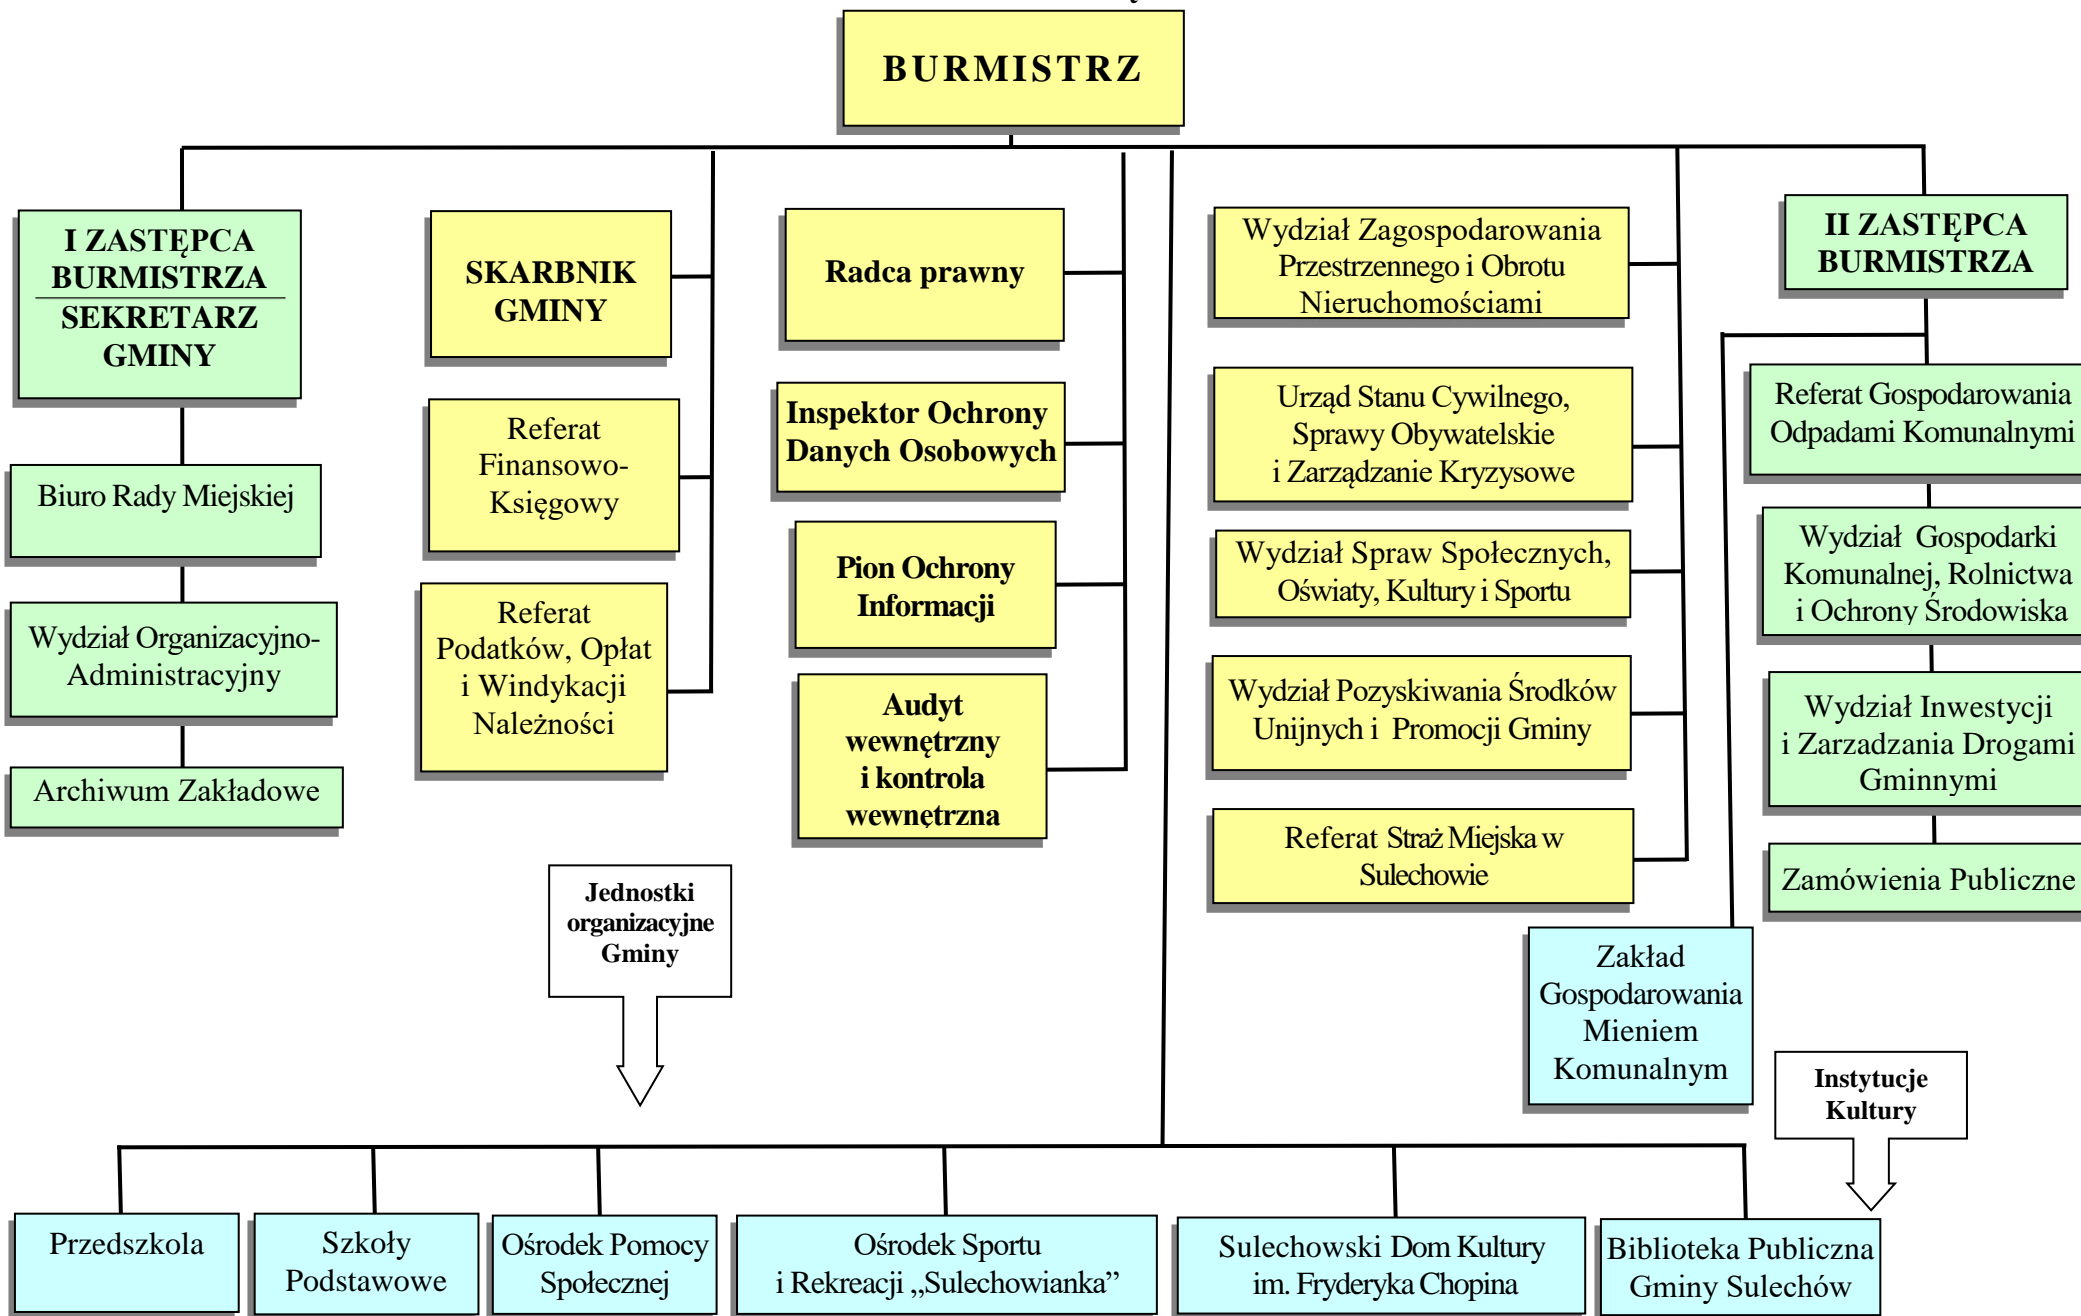 BURMISTRZ
I ZASTĘPCA
BURMISTRZA
SEKRETARZ
GMINY
Biuro Rady Miejskiej
Wydział Organizacyjno-
Administracyjny
Archiwum Zakładowe
SKARBNIK
GMINY
Referat
Finansowo-
Księgowy
Referat
Podatków, Opłat
i Windykacji
Należności
Radca prawny
Inspektor Ochrony
Danych Osobowych
Pion Ochrony
Informacji
Audyt
wewnętrzny
i kontrola
wewnętrzna
Wydział Zagospodarowania
Przestrzennego i Obrotu
Nieruchomościami
Urząd Stanu Cywilnego,
Sprawy Obywatelskie
i Zarządzanie Kryzysowe
Wydział Spraw Społecznych,
Oświaty, Kultury i Sportu
Wydział Pozyskiwania Środków
Unijnych i Promocji Gminy
Referat Straż Miejska w
Sulechowie
II ZASTĘPCA
BURMISTRZA
Referat Gospodarowania
Odpadami Komunalnymi
Wydział Gospodarki
Komunalnej, Rolnictwa
i Ochrony Środowiska
Wydział Inwestycji
i Zarzadzania Drogami
Gminnymi
Zamówienia Publiczne
Zakład
Gospodarowania
Mieniem
Komunalnym
Jednostki
organizacyjne
Gminy
Instytucje
Kultury
Przedszkola
Szkoły
Podstawowe
Ośrodek Pomocy
Społecznej
Ośrodek Sportu
i Rekreacji „Sulechowianka”
Sulechowski Dom Kultury
im. Fryderyka Chopina
Biblioteka Publiczna
Gminy Sulechów